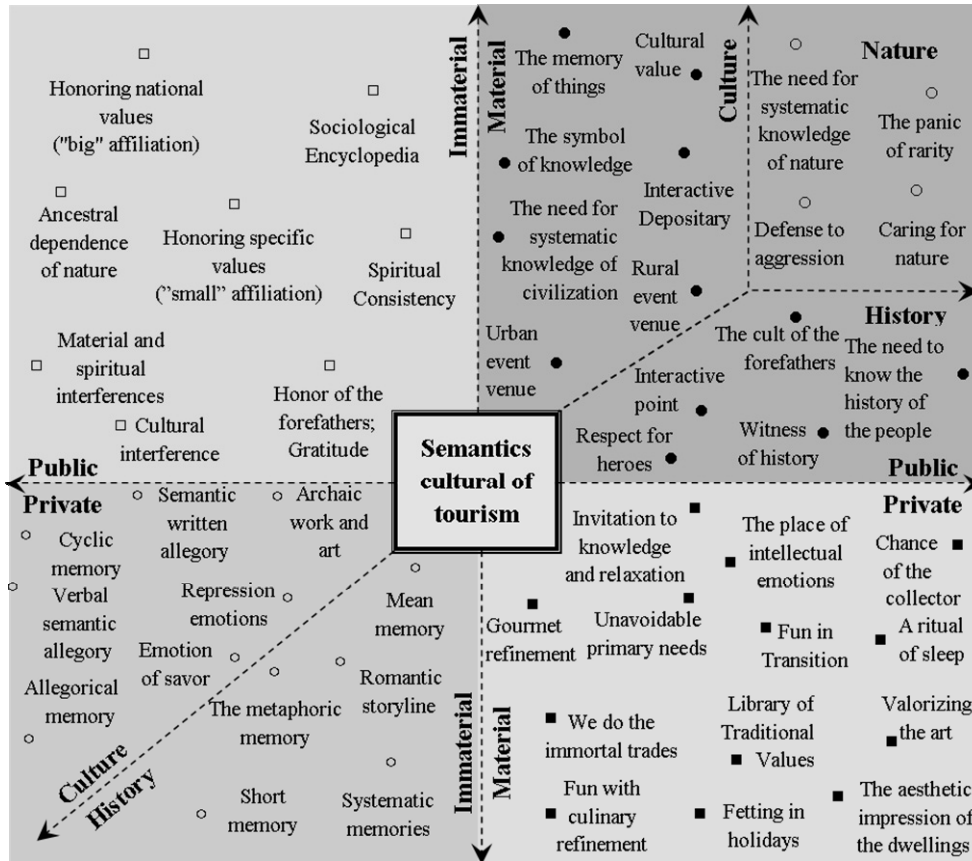 Honoring national
values
("big" affiliation)
Sociological
Encyclopedia
Ancestral
dependence
of nature
Honoring specific
values
("small" affiliation)
Spiritual
Consistency
Material and
spiritual
interferences
Cultural
interference
Honor of the
forefathers;
Gratitude
Public
Immaterial
Material
The memory
of things
Cultural
value
The symbol
of knowledge
Interactive
Depositary
The need for
systematic
knowledge of
civilization
Rural
event
venue
Urban
event
venue
Culture
Nature
The need for
systematic
knowledge
of nature
The panic
of rarity
Defense to
aggression
Caring for
nature
History
The cult of the
forefathers
The need to
know the
history of
the people
Interactive
point
Respect for
heroes
Witness
of history
Public
Semantics
cultural of
tourism
Private
Semantic
written
allegory
Archaic
work and
art
Cyclic
memory
Verbal
semantic
allegory
Repression
emotions
Mean
memory
Emotion
of savor
Allegorical
memory
The metaphoric
memory
Romantic
storyline
Culture
History
Short
memory
Systematic
memories
Immaterial
Material
Private
Invitation to
knowledge
and relaxation
The place of
intellectual
emotions
Chance
of the
collector
Gourmet
refinement
Unavoidable
primary needs
Fun in
Transition
A ritual
of sleep
We do the
immortal trades
Library of
Traditional
Values
Valorizing
the art
Fun with
culinary
refinement
Fetting in
holidays
The aesthetic
impression of
the dwellings